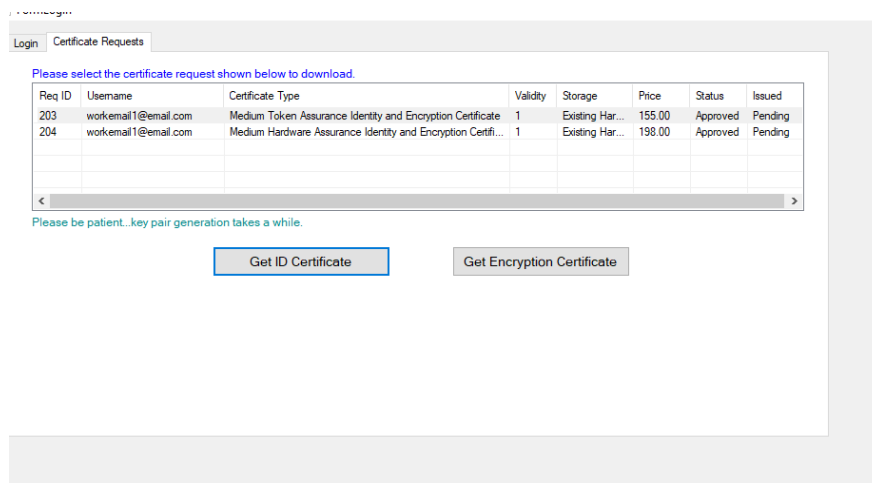 Login Certificate Requests
Please select the certificate request shown below to download.
Req ID Username Certificate Type Validity Storage Price Status Issued
203 workemail1@email.com Medium Token Assurance Identity and Encryption Certificate 1 Existing Har... 155.00 Approved Pending
204 workemail1@email.com Medium Hardware Assurance Identity and Encryption Certifi... 1 Existing Har... 198.00 Approved Pending
Please be patient...key pair generation takes a while.
Get ID Certificate Get Encryption Certificate